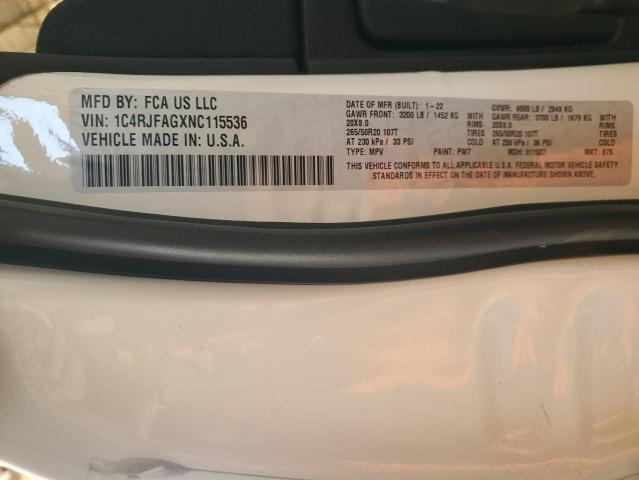 MFD BY: FCA US LLC
VIN: 1C4RJFAGXNC115536
VEHICLE MADE IN: U.S.A.
DATE OF MFR (BUILT): 1-22 GVWR: 6500 LB / 2949 KG
GAWR FRONT: 3200 LB / 1452 KG WITH GAWR REAR: 3700 LB / 1679 KG WITH
20X8.0 RIMS 20X8.0 RIMS
265/50R20 107T TIRES 265/50R20 107T TIRES
AT 230 kPa / 33 PSI COLD AT 250 kPa / 36 PSI COLD
TYPE: MPV PAINT: PW7 MDH: MKT: 875
THIS VEHICLE CONFORMS TO ALL APPLICABLE U.S.A. FEDERAL MOTOR VEHICLE SAFETY
STANDARDS IN EFFECT ON THE DATE OF MANUFACTURE SHOWN ABOVE.